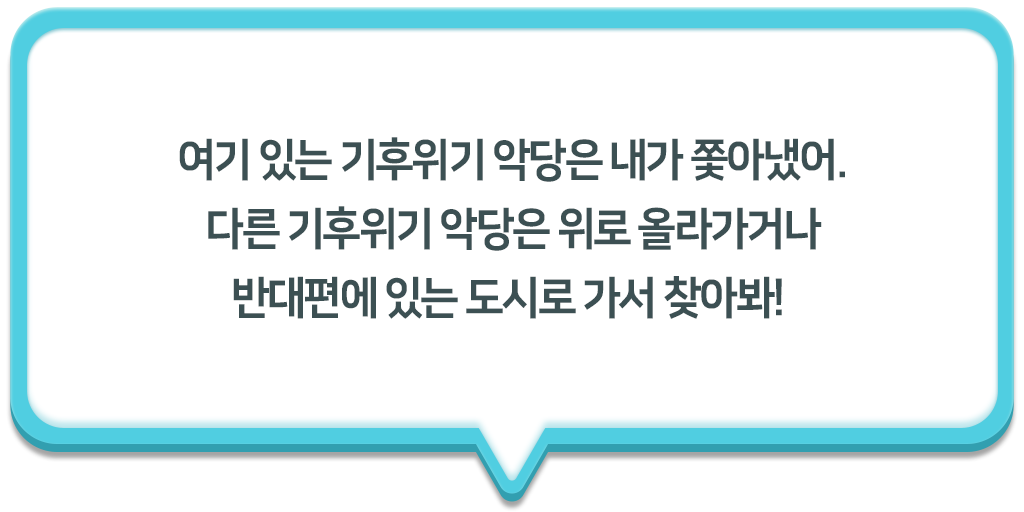 여기 있는 기후위기 악당은 내가 쫓아냈어.
다른 기후위기 악당은 위로 올라가거나
반대편에 있는 도시로 가서 찾아봐!